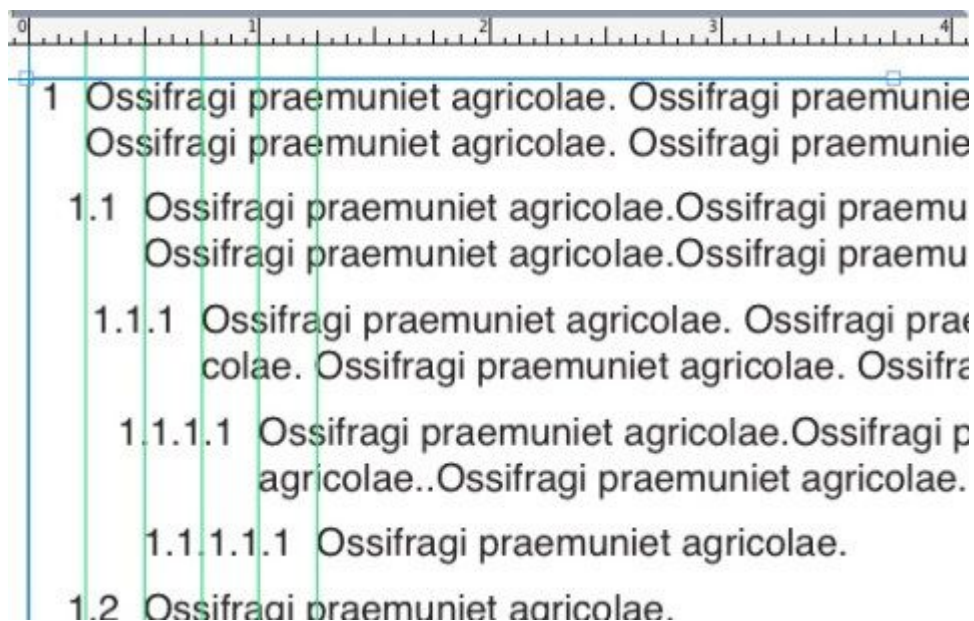 0 1 2 3 4
1 Ossifragi praemuniet agricolae. Ossifragi praemunie
Ossifragi praemuniet agricolae. Ossifragi praemunie
1.1 Ossifragi praemuniet agricolae.Ossifragi praemu
Ossifragi praemuniet agricolae.Ossifragi praemu
1.1.1 Ossifragi praemuniet agricolae. Ossifragi prae
colae. Ossifragi praemuniet agricolae. Ossifra
1.1.1.1 Ossifragi praemuniet agricolae.Ossifragi p
agricolae..Ossifragi praemuniet agricolae.
1.1.1.1.1 Ossifragi praemuniet agricolae.
1.2 Ossifragi praemuniet agricolae.